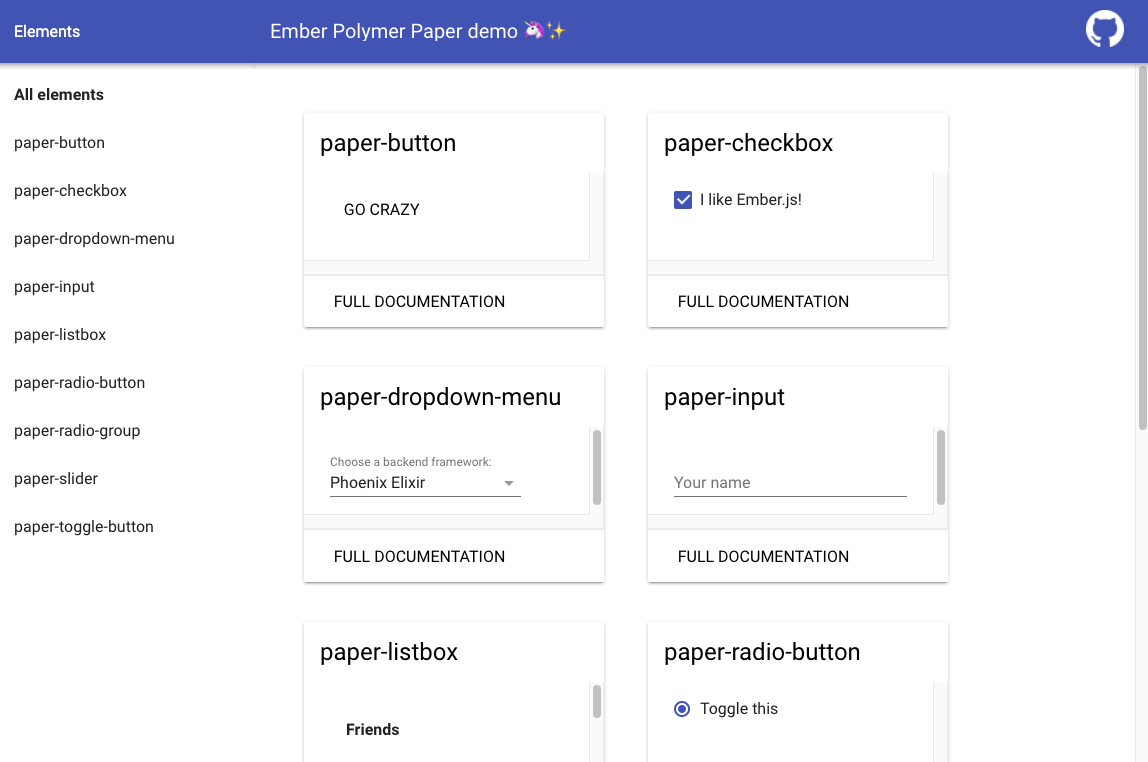 Elements
Ember Polymer Paper demo 🦄✨
All elements
paper-button
paper-checkbox
paper-dropdown-menu
paper-input
paper-listbox
paper-radio-button
paper-radio-group
paper-slider
paper-toggle-button
paper-button
GO CRAZY
FULL DOCUMENTATION
paper-checkbox
I like Ember.js!
FULL DOCUMENTATION
paper-dropdown-menu
Choose a backend framework:
Phoenix Elixir
FULL DOCUMENTATION
paper-input
Your name
FULL DOCUMENTATION
paper-listbox
Friends
paper-radio-button
Toggle this